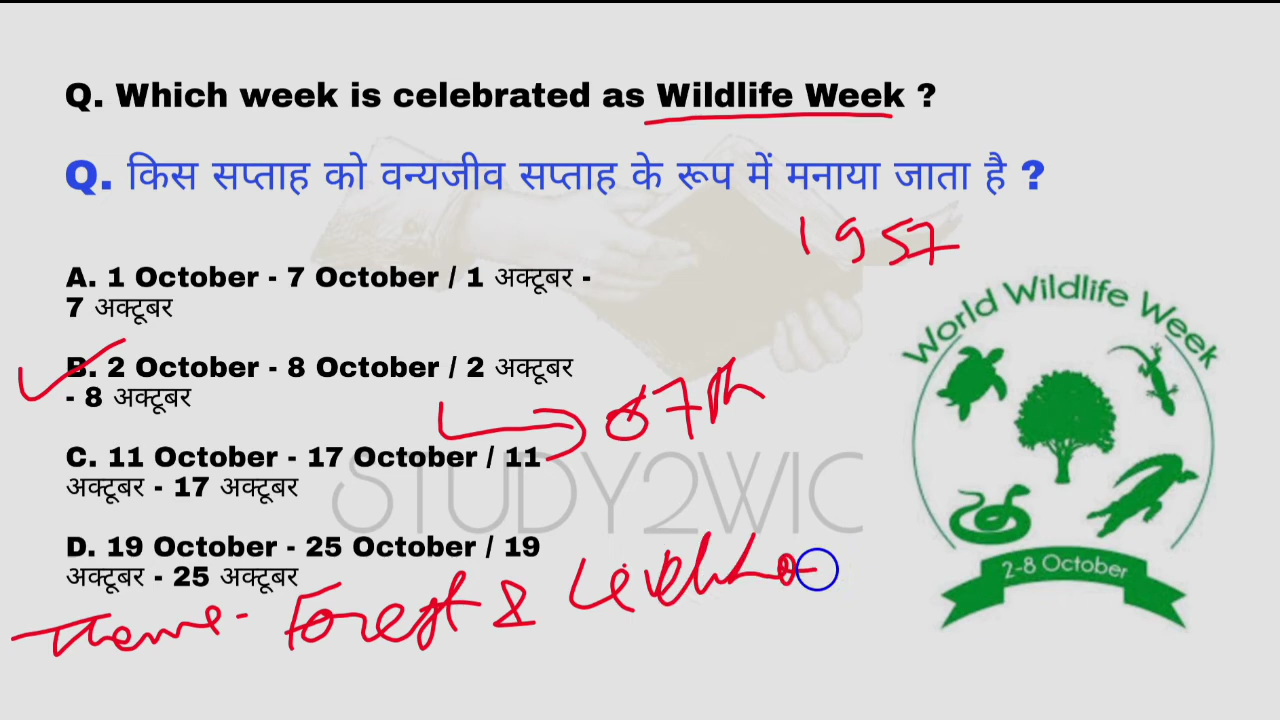 Q. Which week is celebrated as Wildlife Week ?
Q. किस सप्ताह को वन्यजीव सप्ताह के रूप में मनाया जाता है ?
1957
A. 1 October - 7 October / 1 अक्टूबर -
7 अक्टूबर
World Wildlife Week
B. 2 October - 8 October / 2 अक्टूबर
- 8 अक्टूबर
67th
C. 11 October - 17 October / 11
अक्टूबर - 17 अक्टूबर
STUDY2WIC
D. 19 October - 25 October / 19
अक्टूबर - 25 अक्टूबर
2-8 October
Theme - Forest &